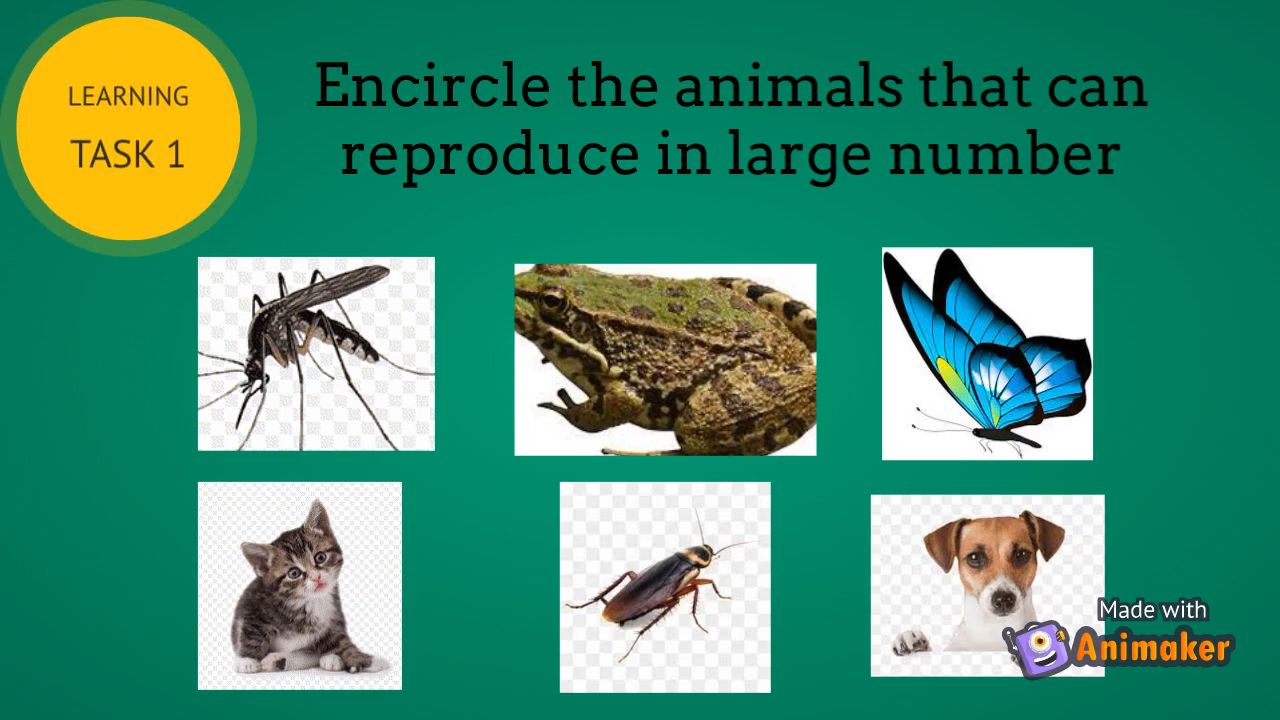 LEARNING
TASK 1
Encircle the animals that can
reproduce in large number
Made with
Animaker